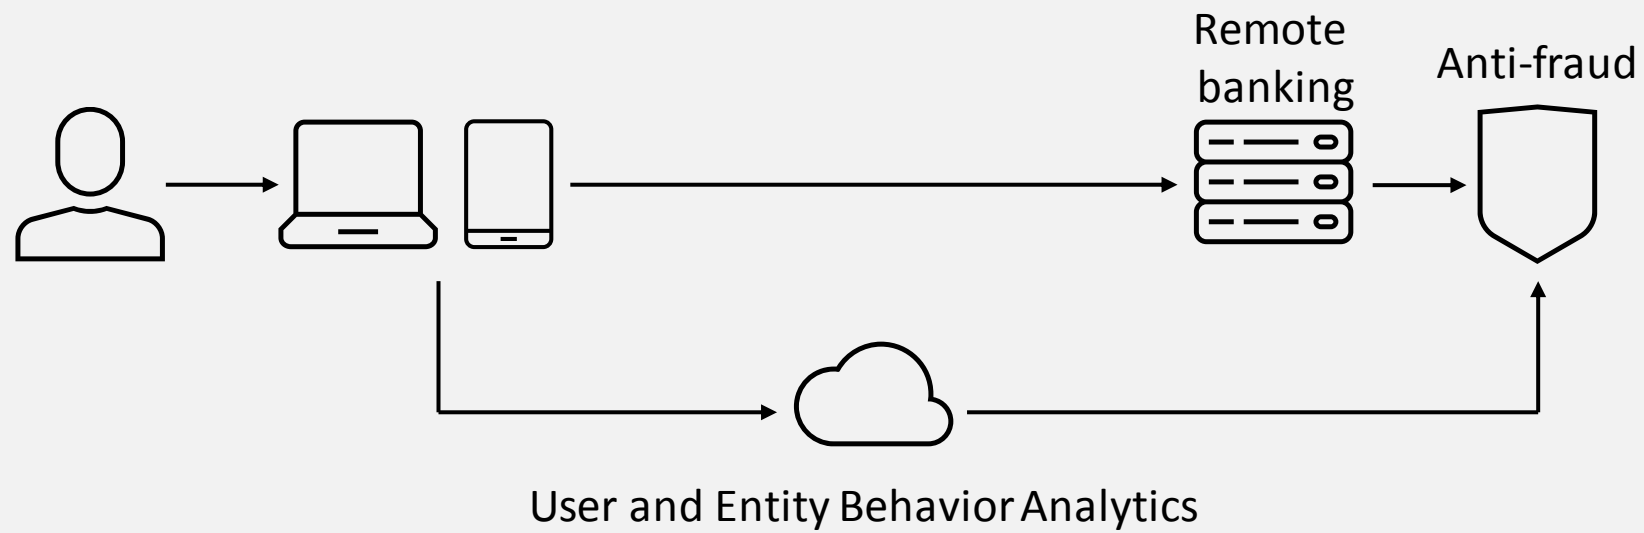 Remote
banking
Anti-fraud
User and Entity Behavior Analytics